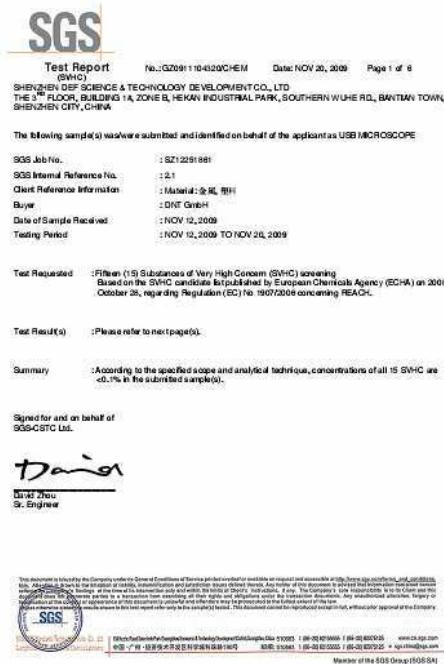 SGS
Test Report No.:GZ0911104320/CHEM Date: NOV 20, 2009 Page 1 of 6
(SVHC)
SHENZHEN DEF SCIENCE & TECHNOLOGY DEVELOPMENT CO., LTD
THE 3RD FLOOR, BUILDING 1A, ZONE B, HEKAN INDUSTRIAL PARK, SOUTHERN WUHE RD., BANTIAN TOWN,
SHENZHEN CITY, CHINA
The following sample(s) was/were submitted and identified on behalf of the applicant as USB MICROSCOPE
SGS Job No. : SZ12251861
SGS Internal Reference No. : 2.1
Client Reference Information : Material:金属, 塑料
Buyer : DNT GmbH
Date of Sample Received : NOV 12, 2009
Testing Period : NOV 12, 2009 TO NOV 20, 2009
Test Requested : Fifteen (15) Substances of Very High Concern (SVHC) screening
Based on the SVHC candidate list published by European Chemicals Agency (ECHA) on
October 28, regarding Regulation (EC) No 1907/2006 concerning REACH.
Test Result(s) : Please refer to next page(s).
Summary : According to the specified scope and analytical technique, concentrations of all 15 SVHC are
<0.1% in the submitted sample(s).
Signed for and on behalf of
SGS-CSTC Ltd.
David
David Zhou
Sr. Engineer
SGS
Member of the SGS Group (SGS SA)